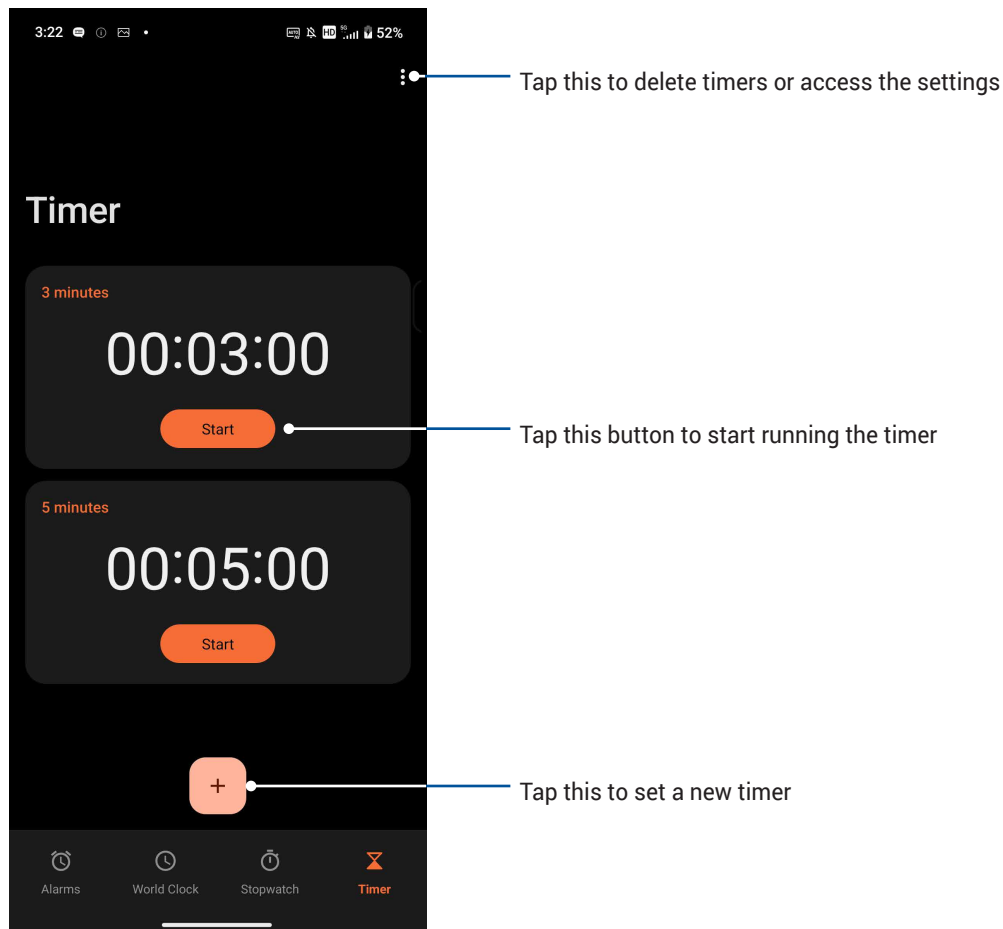 3:22 HD 5G 52%
Tap this to delete timers or access the settings
Timer
3 minutes
00:03:00
Start
Tap this button to start running the timer
5 minutes
00:05:00
Start
+
Tap this to set a new timer
Alarms World Clock Stopwatch Timer